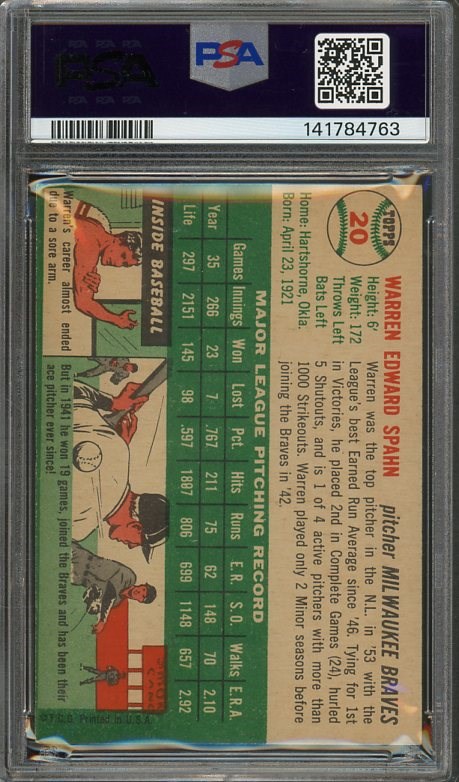 PSA
PSA
141784763
TOPPS
20
WARREN EDWARD SPAHN
pitcher MILWAUKEE BRAVES
Height: 6'
Weight: 172
Throws Left
Bats Left
Home: Hartshorne, Okla.
Born: April 23, 1921
Warren was the top pitcher in the N.L. in '53 with the
League's best Earned Run Average since '46. Tying for 1st
in Victories, he placed 2nd in Complete Games (24), hurled
5 Shutouts, and is 1 of 4 active pitchers with more than
1000 Strikeouts. Warren played only 2 Minor seasons before
joining the Braves in '42.
MAJOR LEAGUE PITCHING RECORD
Games Innings Won Lost Pct. Hits Runs E.R. S.O. Walks E.R.A.
Year 35 266 23 7 .767 211 75 62 148 70 2.10
Life 297 2151 145 98 .597 1887 806 699 1148 657 2.92
INSIDE BASEBALL
Warren's career almost ended
due to a sore arm.
But in 1941 he won 19 games, joined the Braves and has been their
ace pitcher ever since!
©T.C.G. Printed in U.S.A.